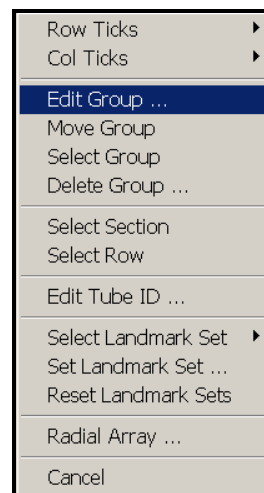 Row Ticks
Col Ticks
Edit Group ...
Move Group
Select Group
Delete Group ...
Select Section
Select Row
Edit Tube ID ...
Select Landmark Set
Set Landmark Set ...
Reset Landmark Sets
Radial Array ...
Cancel